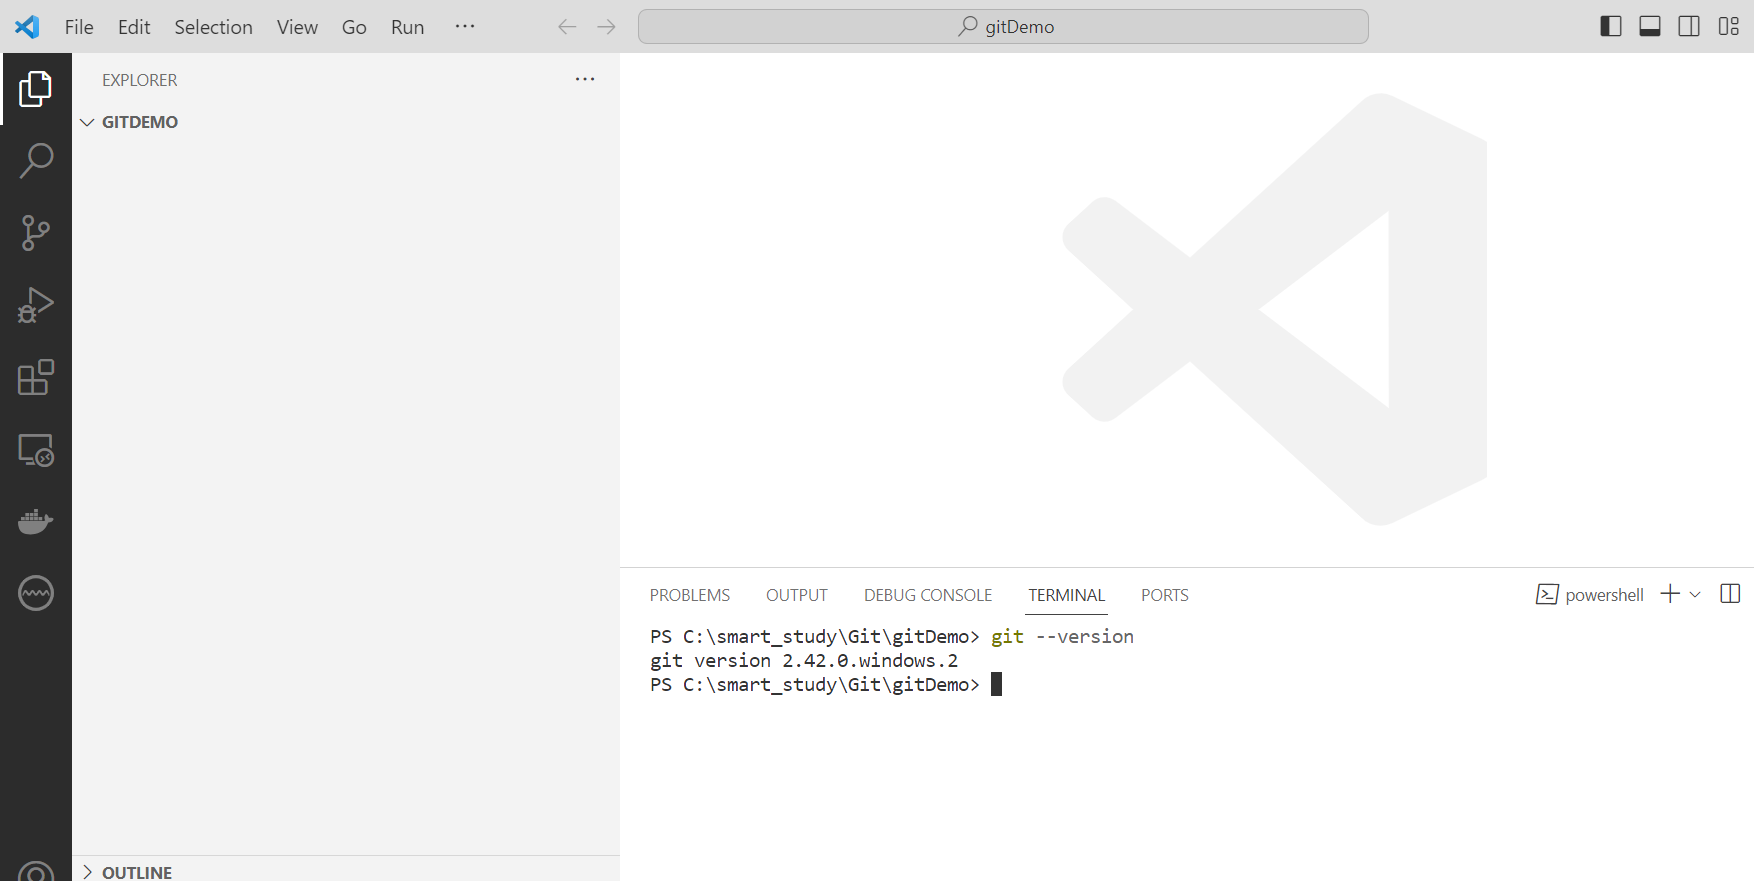 File Edit Selection View Go Run ···
gitDemo
EXPLORER ···
GITDEMO
PROBLEMS OUTPUT DEBUG CONSOLE TERMINAL PORTS
powershell
PS C:\smart_study\Git\gitDemo> git --version
git version 2.42.0.windows.2
PS C:\smart_study\Git\gitDemo>
OUTLINE